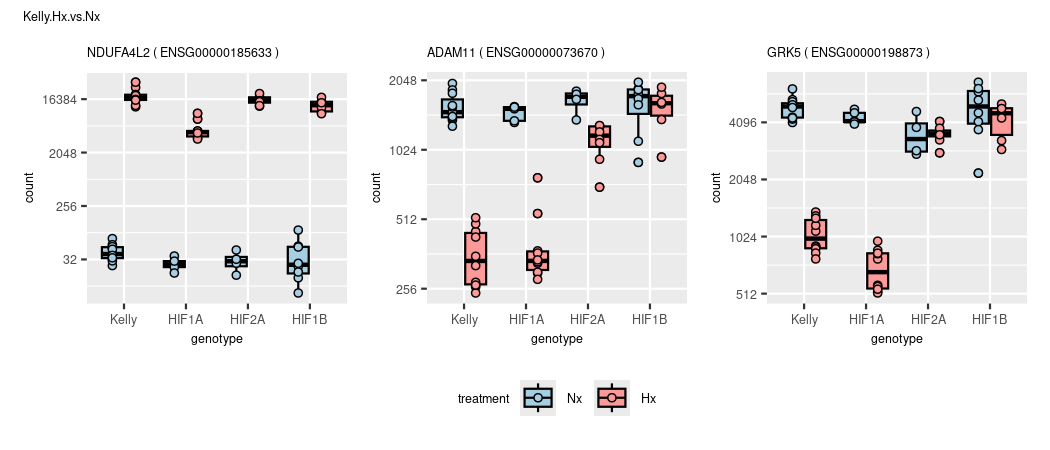 Kelly.Hx.vs.Nx
NDUFA4L2 ( ENSG00000185633 )
16384
2048
256
32
count
Kelly HIF1A HIF2A HIF1B
genotype
ADAM11 ( ENSG00000073670 )
2048
1024
512
256
count
Kelly HIF1A HIF2A HIF1B
genotype
GRK5 ( ENSG00000198873 )
4096
2048
1024
512
count
Kelly HIF1A HIF2A HIF1B
genotype
treatment Nx Hx